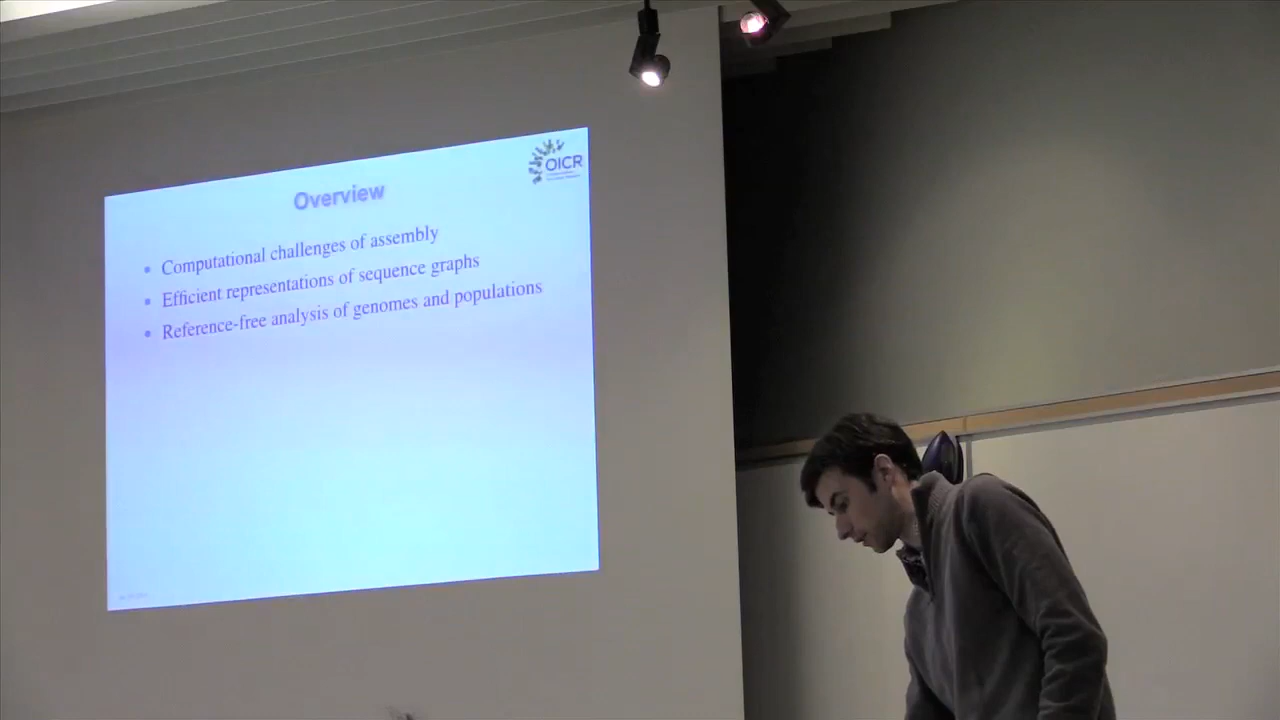 OICR
Overview
• Computational challenges of assembly
• Efficient representations of sequence graphs
• Reference-free analysis of genomes and populations